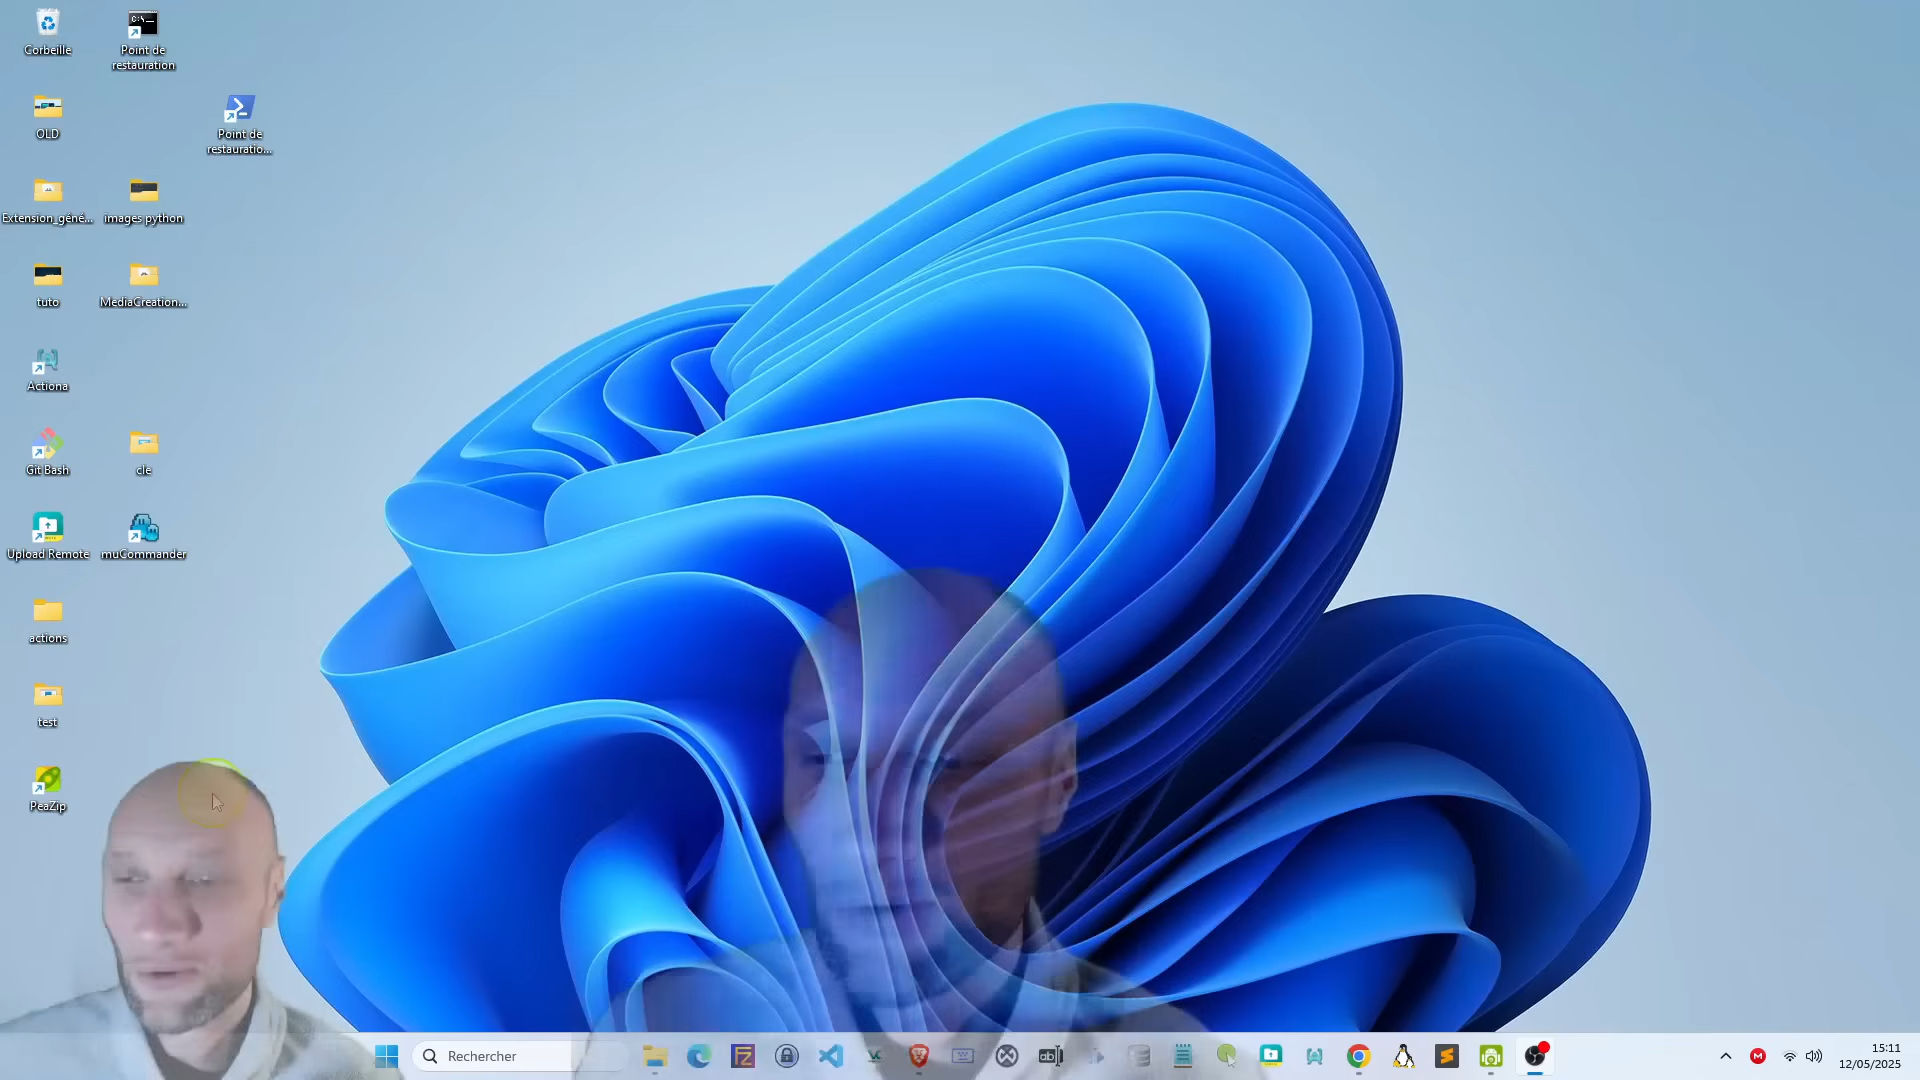 Corbeille
Point de
restauration
OLD
Point de
restauratio...
Extension_géné...
images python
tuto
MediaCreation...
Actiona
Git Bash
cle
Upload Remote
muCommander
actions
test
PeaZip
Rechercher
15:11
12/05/2025